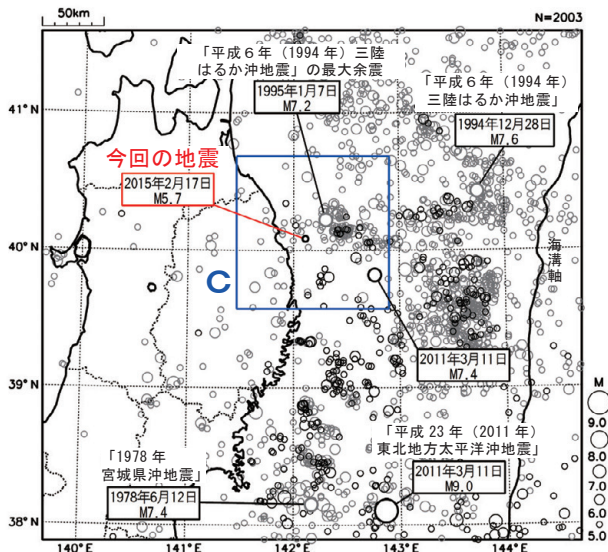 50km
N=2003
「平成6年(1994年)三陸
はるか沖地震」の最大余震
1995年1月7日
M7.2
「平成6年(1994年)
三陸はるか沖地震」
1994年12月28日
M7.6
今回の地震
2015年2月17日
M5.7
C
海溝軸
2011年3月11日
M7.4
「平成23年(2011年)
東北地方太平洋沖地震」
2011年3月11日
M9.0
「1978年
宮城県沖地震」
1978年6月12日
M7.4
41°N
40°N
39°N
38°N
140°E
141°E
142°E
143°E
144°E
M
9.0
8.0
7.0
6.0
5.0